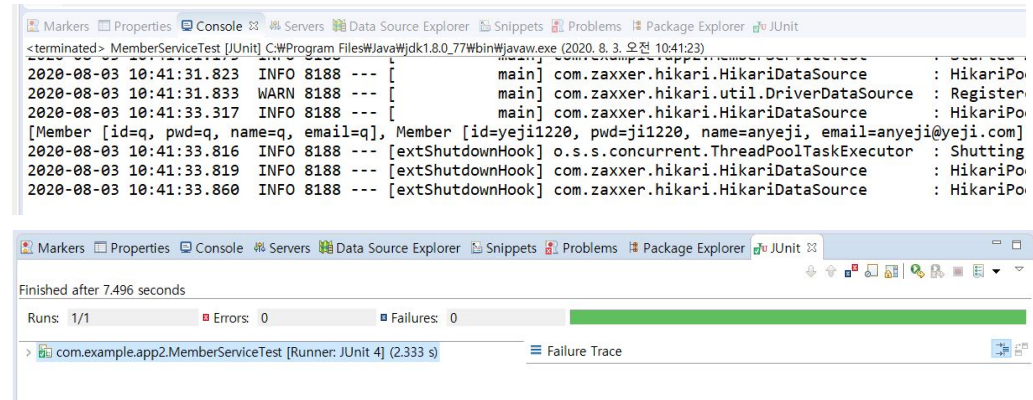 Markers Properties Console Servers Data Source Explorer Snippets Problems Package Explorer JUnit
<terminated> MemberServiceTest [JUnit] C:₩Program Files₩Java₩jdk1.8.0_77₩bin₩javaw.exe (2020. 8. 3. 오전 10:41:23)
2020-08-03 10:41:31.823 INFO 8188 --- [ main] com.zaxxer.hikari.HikariDataSource : HikariPo
2020-08-03 10:41:31.833 WARN 8188 --- [ main] com.zaxxer.hikari.util.DriverDataSource : Registere
2020-08-03 10:41:33.317 INFO 8188 --- [ main] com.zaxxer.hikari.HikariDataSource : HikariPo
[Member [id=q, pwd=q, name=q, email=q], Member [id=yeji1220, pwd=ji1220, name=anyeji, email=anyeji@yeji.com]
2020-08-03 10:41:33.816 INFO 8188 --- [extShutdownHook] o.s.s.concurrent.ThreadPoolTaskExecutor : Shutting
2020-08-03 10:41:33.819 INFO 8188 --- [extShutdownHook] com.zaxxer.hikari.HikariDataSource : HikariPo
2020-08-03 10:41:33.860 INFO 8188 --- [extShutdownHook] com.zaxxer.hikari.HikariDataSource : HikariPo
Markers Properties Console Servers Data Source Explorer Snippets Problems Package Explorer JUnit
Finished after 7.496 seconds
Runs: 1/1 Errors: 0 Failures: 0
com.example.app2.MemberServiceTest [Runner: JUnit 4] (2.333 s) Failure Trace